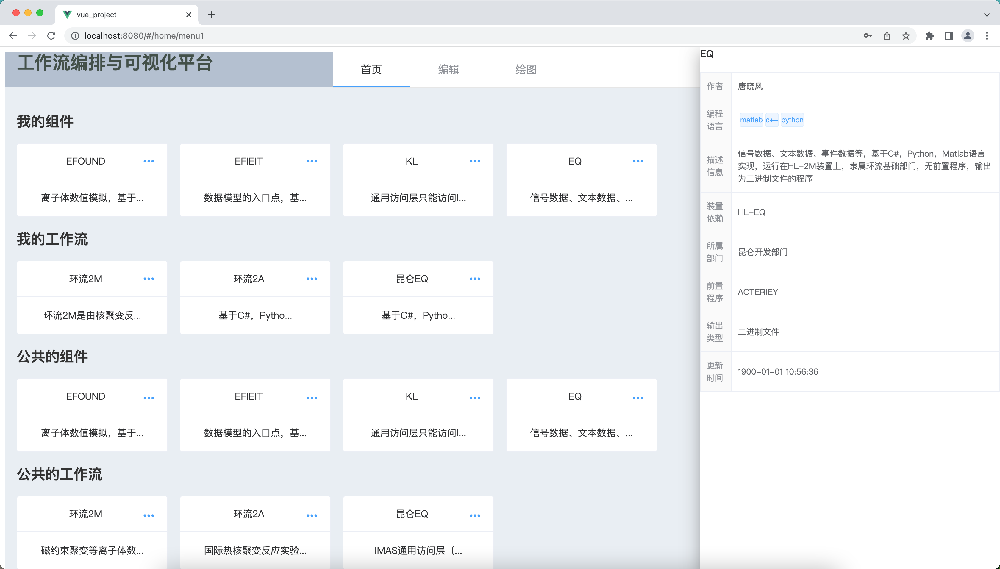 vue_project
localhost:8080/#/home/menu1
工作流编排与可视化平台
首页
编辑
绘图
我的组件
EFOUND
EFIEIT
KL
EQ
离子体数值模拟，基于...
数据模型的入口点，基...
通用访问层只能访问I...
信号数据、文本数据、...
我的工作流
环流2M
环流2A
昆仑EQ
环流2M是由核聚变反...
基于C#，Pytho...
基于C#，Pytho...
公共的组件
EFOUND
EFIEIT
KL
EQ
离子体数值模拟，基于...
数据模型的入口点，基...
通用访问层只能访问I...
信号数据、文本数据、...
公共的工作流
环流2M
环流2A
昆仑EQ
磁约束聚变等离子体数...
国际热核聚变反应实验...
IMAS通用访问层（...
EQ
作者
唐晓风
编程
语言
matlab c++ python
描述
信息
信号数据、文本数据、事件数据等，基于C#，Python，Matlab语言
实现，运行在HL-2M装置上，隶属环流基础部门，无前置程序，输出
为二进制文件的程序
装置
依赖
HL-EQ
所属
部门
昆仑开发部门
前置
程序
ACTERIEY
输出
类型
二进制文件
更新
时间
1900-01-01 10:56:36